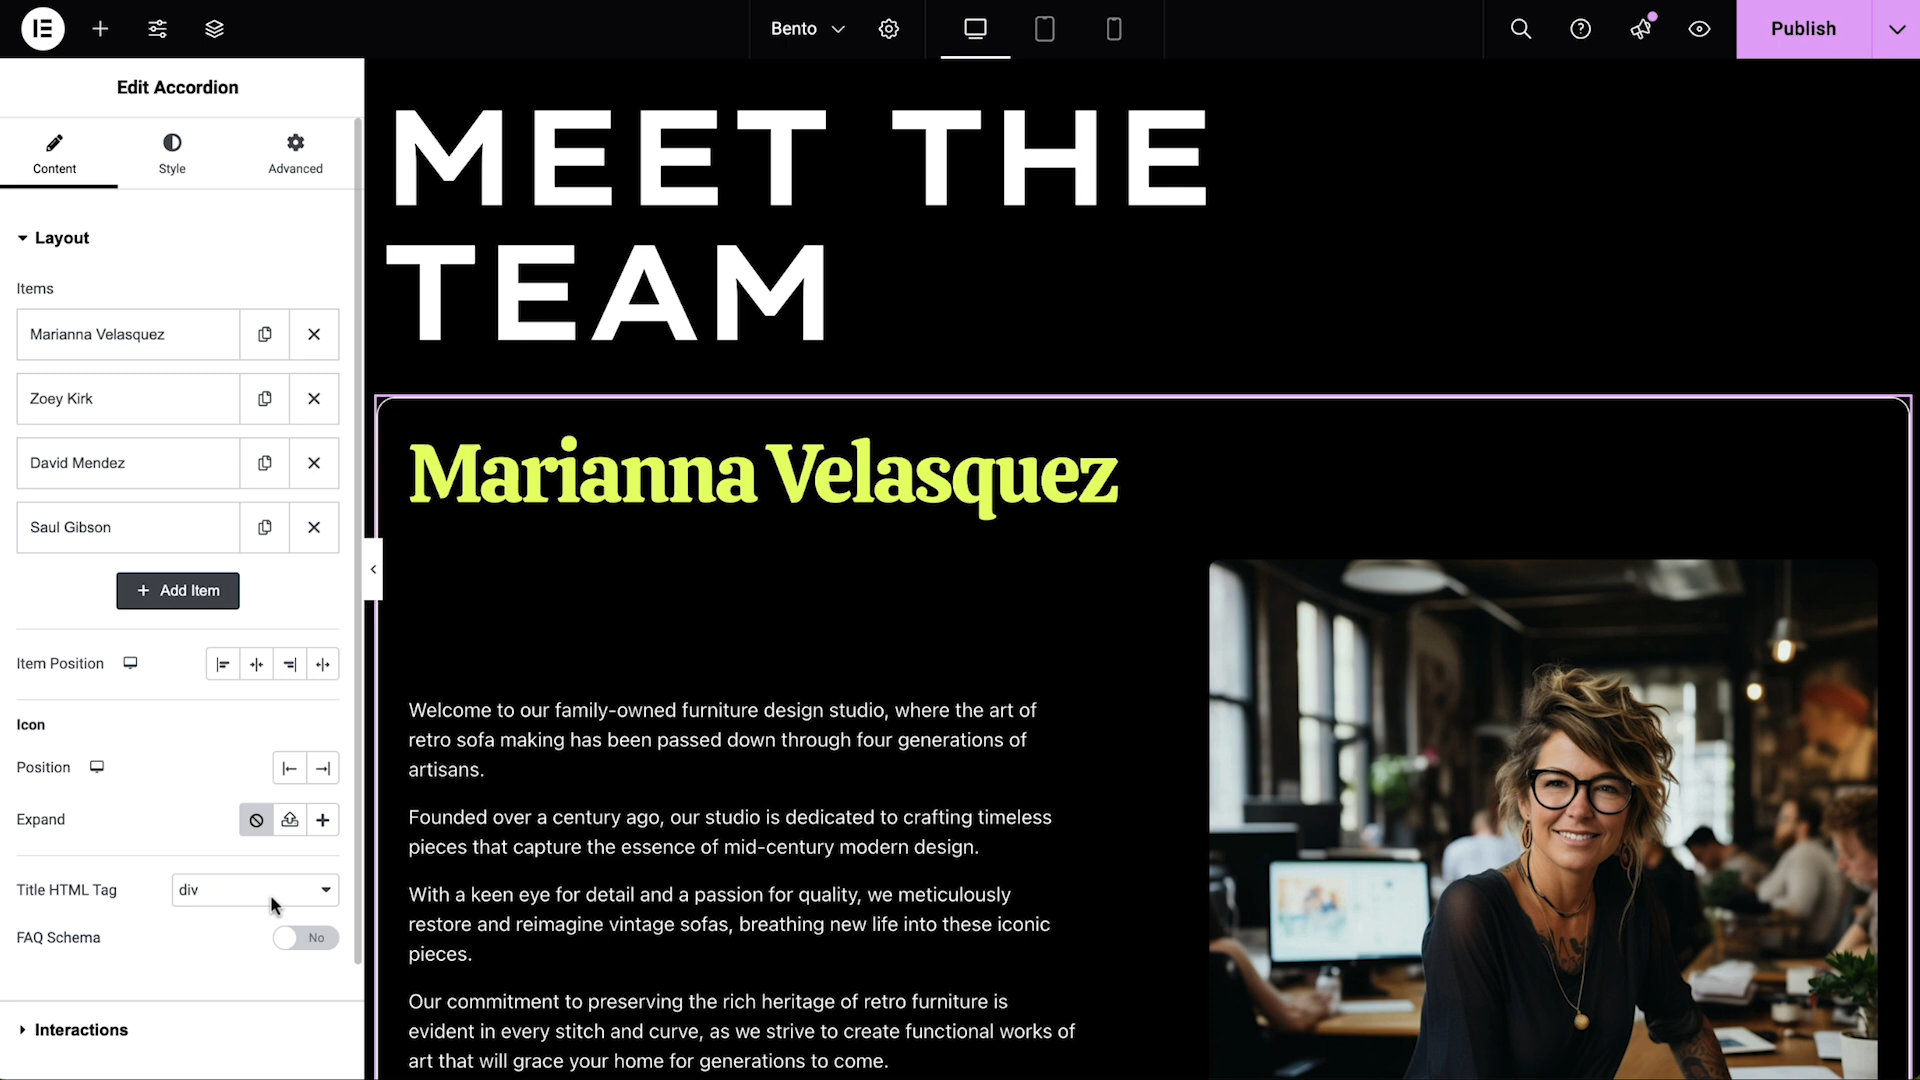 Bento
Publish
Edit Accordion
Content
Style
Advanced
Layout
Items
Marianna Velasquez
Zoey Kirk
David Mendez
Saul Gibson
+ Add Item
Item Position
Icon
Position
Expand
Title HTML Tag
div
FAQ Schema
No
Interactions
MEET THE
TEAM
Marianna Velasquez
Welcome to our family-owned furniture design studio, where the art of
retro sofa making has been passed down through four generations of
artisans.
Founded over a century ago, our studio is dedicated to crafting timeless
pieces that capture the essence of mid-century modern design.
With a keen eye for detail and a passion for quality, we meticulously
restore and reimagine vintage sofas, breathing new life into these iconic
pieces.
Our commitment to preserving the rich heritage of retro furniture is
evident in every stitch and curve, as we strive to create functional works of
art that will grace your home for generations to come.